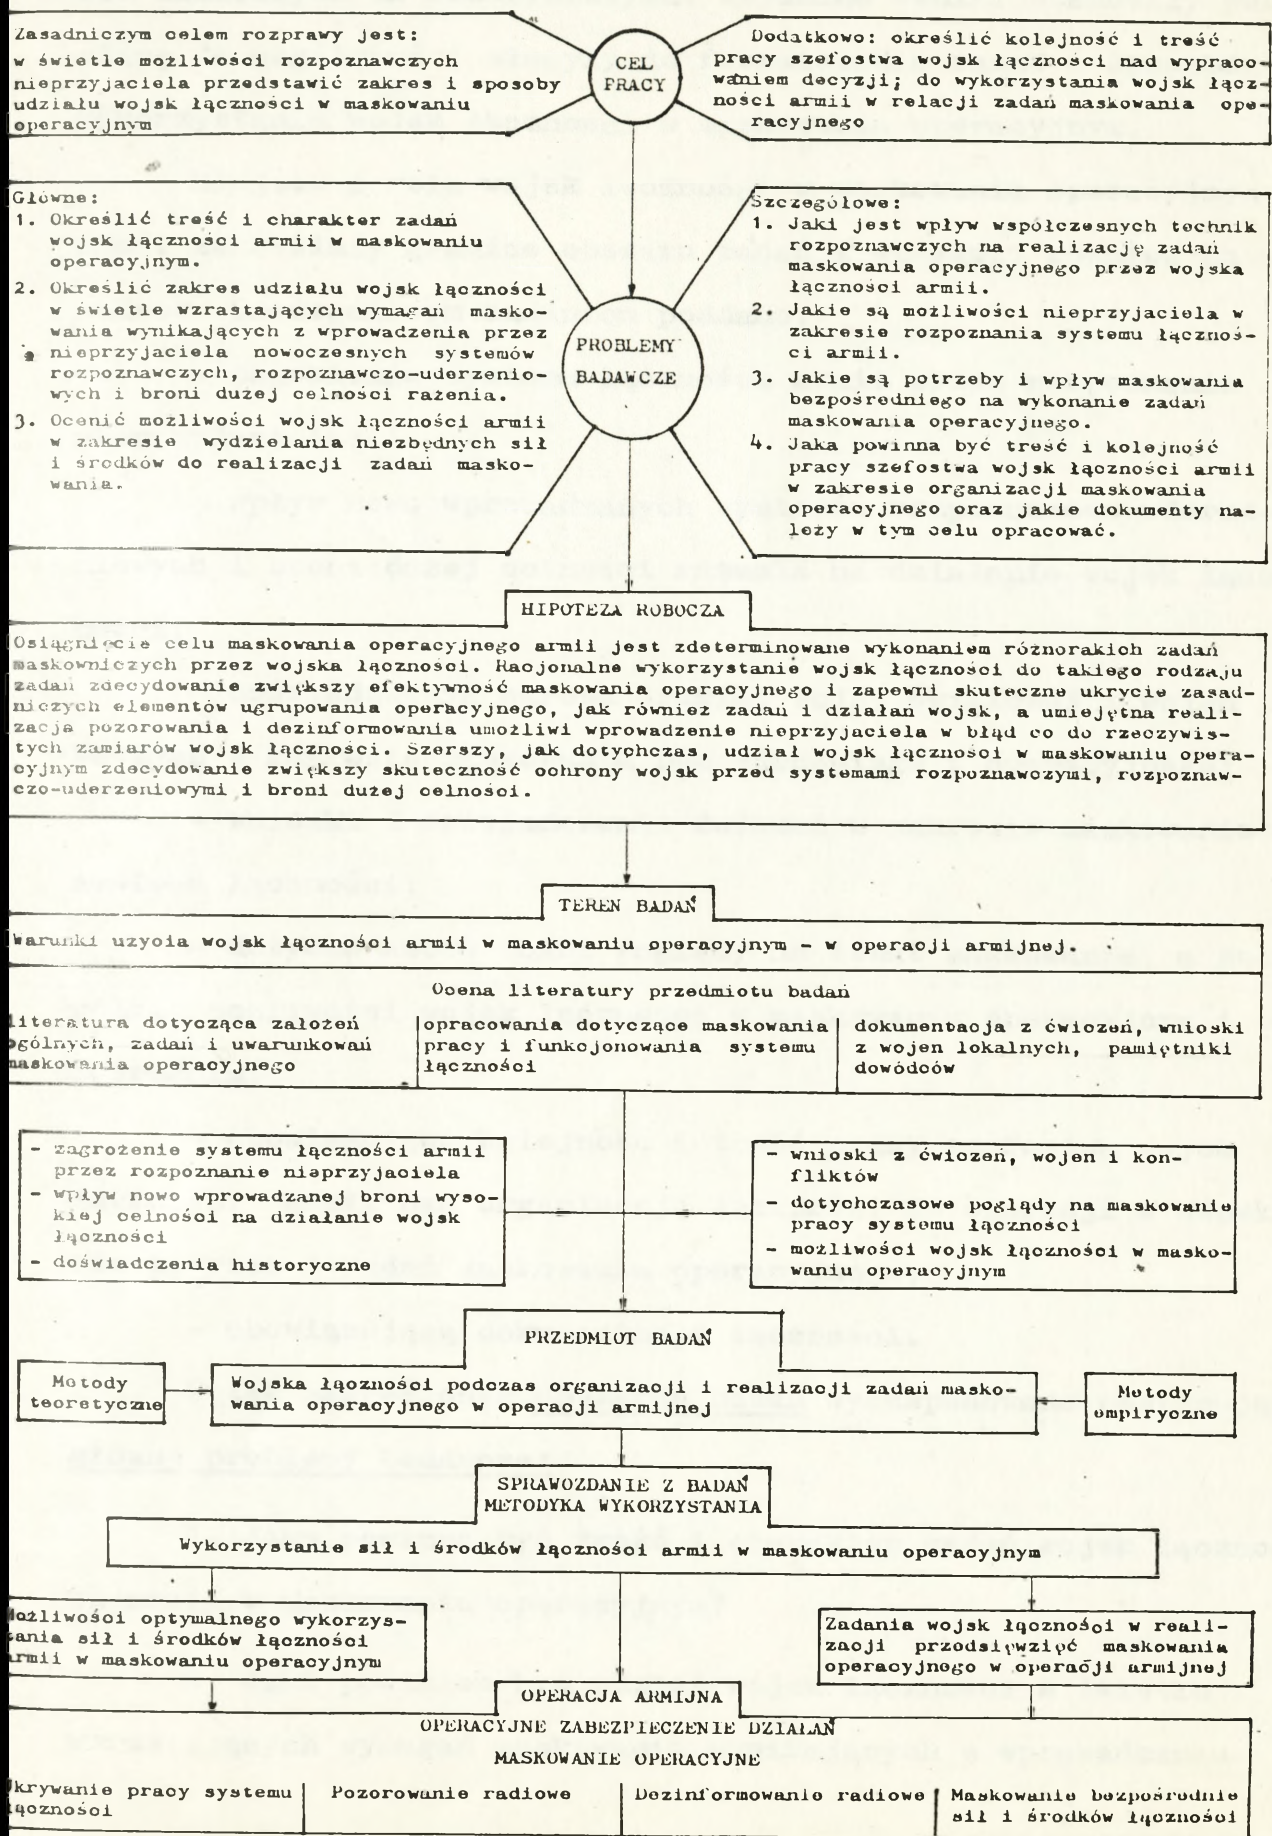 Zasadniczym celem rozprawy jest:
w świetle możliwości rozpoznawczych
nieprzyjaciela przedstawić zakres i sposoby
udziału wojsk łączności w maskowaniu
operacyjnym
CEL
PRACY
Dodatkowo: określić kolejność i treść
pracy szefostwa wojsk łączności nad wypraco-
waniem decyzji; do wykorzystania wojsk łącz-
ności armii w relacji zadań maskowania ope-
racyjnego
Główne:
1. Określić treść i charakter zadań
wojsk łączności armii w maskowaniu
operacyjnym.
2. Określić zakres udziału wojsk łączności
w świetle wzrastających wymagań masko-
wania wynikających z wprowadzenia przez
nieprzyjaciela nowoczesnych systemów
rozpoznawczych, rozpoznawczo-uderzenio-
wych i broni dużej celności rażenia.
3. Ocenić możliwości wojsk łączności armii
w zakresie wydzielania niezbędnych sił
i środków do realizacji zadań masko-
wania.
PROBLEMY
BADAWCZE
Szczegółowe:
1. Jaki jest wpływ współczesnych technik
rozpoznawczych na realizację zadań
maskowania operacyjnego przez wojska
łączności armii.
2. Jakie są możliwości nieprzyjaciela w
zakresie rozpoznania systemu łącznoś-
ci armii.
3. Jakie są potrzeby i wpływ maskowania
bezpośredniego na wykonanie zadań
maskowania operacyjnego.
4. Jaka powinna być treść i kolejność
pracy szefostwa wojsk łączności armii
w zakresie organizacji maskowania
operacyjnego oraz jakie dokumenty na-
leży w tym celu opracować.
HIPOTEZA ROBOCZA
Osiągnięcie celu maskowania operacyjnego armii jest zdeterminowane wykonaniem różnorakich zadań
maskowniczych przez wojska łączności. Racjonalne wykorzystanie wojsk łączności do takiego rodzaju
zadań zdecydowanie zwiększy efektywność maskowania operacyjnego i zapewni skuteczne ukrycie zasad-
niczych elementów ugrupowania operacyjnego, jak również zadań i działań wojsk, a umiejętna reali-
zacja pozorowania i dezinformowania umożliwi wprowadzenie nieprzyjaciela w błąd co do rzeczywis-
tych zamiarów wojsk łączności. Szerszy, jak dotychczas, udział wojsk łączności w maskowaniu opera-
cyjnym zdecydowanie zwiększy skuteczność ochrony wojsk przed systemami rozpoznawczymi, rozpoznaw-
czo-uderzeniowymi i broni dużej celności.
TEREN BADAŃ
Warunki użycia wojsk łączności armii w maskowaniu operacyjnym - w operacji armijnej.
Ocena literatury przedmiotu badań
literatura dotycząca założeń
ogólnych, zadań i uwarunkowań
maskowania operacyjnego
opracowania dotyczące maskowania
pracy i funkcjonowania systemu
łączności
dokumentacja z ćwiczeń, wnioski
z wojen lokalnych, pamiętniki
dowódców
- zagrożenie systemu łączności armii
przez rozpoznanie nieprzyjaciela
- wpływ nowo wprowadzanej broni wyso-
kiej celności na działanie wojsk
łączności
- doświadczenia historyczne
- wnioski z ćwiczeń, wojen i kon-
fliktów
- dotychczasowe poglądy na maskowanie
pracy systemu łączności
- możliwości wojsk łączności w masko-
waniu operacyjnym
PRZEDMIOT BADAŃ
Metody
teoretyczne
Wojska łączności podczas organizacji i realizacji zadań masko-
wania operacyjnego w operacji armijnej
Metody
empiryczne
SPRAWOZDANIE Z BADAŃ
METODYKA WYKORZYSTANIA
Wykorzystanie sił i środków łączności armii w maskowaniu operacyjnym
Możliwości optymalnego wykorzys-
tania sił i środków łączności
armii w maskowaniu operacyjnym
Zadania wojsk łączności w reali-
zacji przedsięwzięć maskowania
operacyjnego w operacji armijnej
OPERACJA ARMIJNA
OPERACYJNE ZABEZPIECZENIE DZIAŁAŃ
MASKOWANIE OPERACYJNE
Ukrywanie pracy systemu
łączności
Pozorowanie radiowe
Dezinformowanie radiowe
Maskowanie bezpośrednie
sił i środków łączności